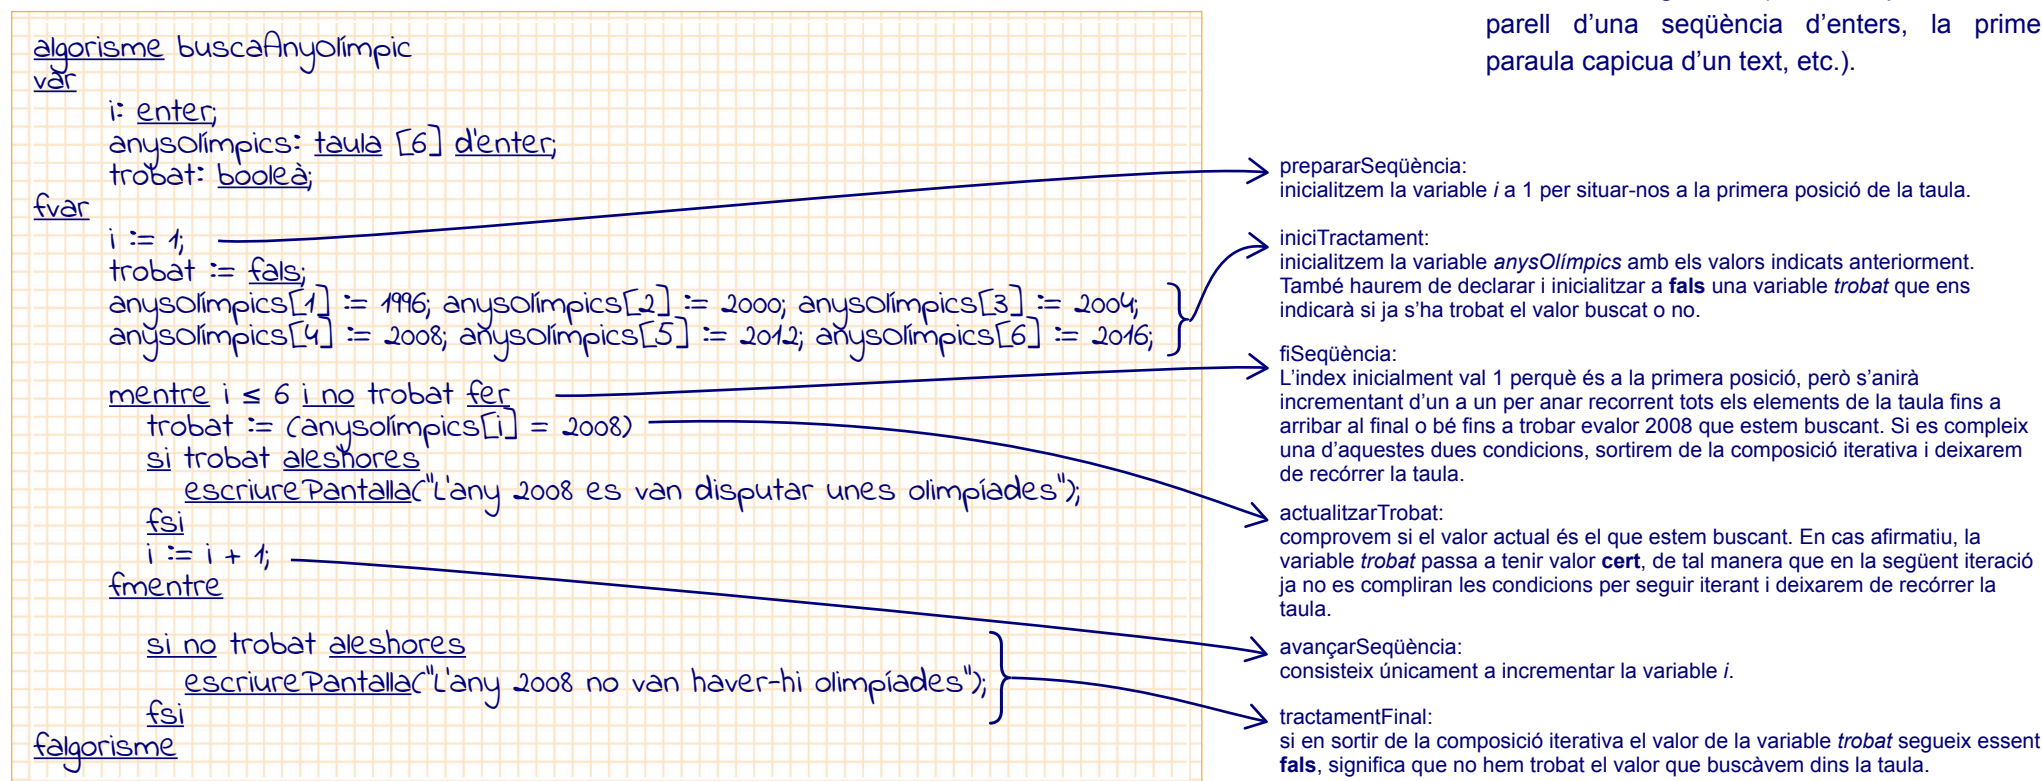 parell d'una seqüència d'enters, la prime
paraula capicua d'un text, etc.).
algorisme buscaAnyOlímpic
var
i: enter;
anysOlímpics: taula [6] d'enter;
trobat: booleà;
fvar
i := 1;
trobat := fals;
anysOlímpics[1] := 1996; anysOlímpics[2] := 2000; anysOlímpics[3] := 2004;
anysOlímpics[4] := 2008; anysOlímpics[5] := 2012; anysOlímpics[6] := 2016;
mentre i ≤ 6 i no trobat fer
trobat := (anysolímpics[i] = 2008)
si trobat aleshores
escriurePantalla("L'any 2008 es van disputar unes olimpíades");
fsi
i := i + 1;
fmentre
si no trobat aleshores
escriurePantalla("L'any 2008 no van haver-hi olimpíades");
fsi
falgorisme
prepararSeqüència:
inicialitzem la variable i a 1 per situar-nos a la primera posició de la taula.
iniciTractament:
inicialitzem la variable anysOlímpics amb els valors indicats anteriorment.
També haurem de declarar i inicialitzar a fals una variable trobat que ens
indicarà si ja s'ha trobat el valor buscat o no.
fiSeqüència:
L'index inicialment val 1 perquè és a la primera posició, però s'anirà
incrementant d'un a un per anar recorrent tots els elements de la taula fins a
arribar al final o bé fins a trobar evalor 2008 que estem buscant. Si es compleix
una d'aquestes dues condicions, sortirem de la composició iterativa i deixarem
de recórrer la taula.
actualitzarTrobat:
comprovem si el valor actual és el que estem buscant. En cas afirmatiu, la
variable trobat passa a tenir valor cert, de tal manera que en la següent iteració
ja no es compliran les condicions per seguir iterant i deixarem de recórrer la
taula.
avançarSeqüència:
consisteix únicament a incrementar la variable i.
tractamentFinal:
si en sortir de la composició iterativa el valor de la variable trobat segueix essent
fals, significa que no hem trobat el valor que buscàvem dins la taula.